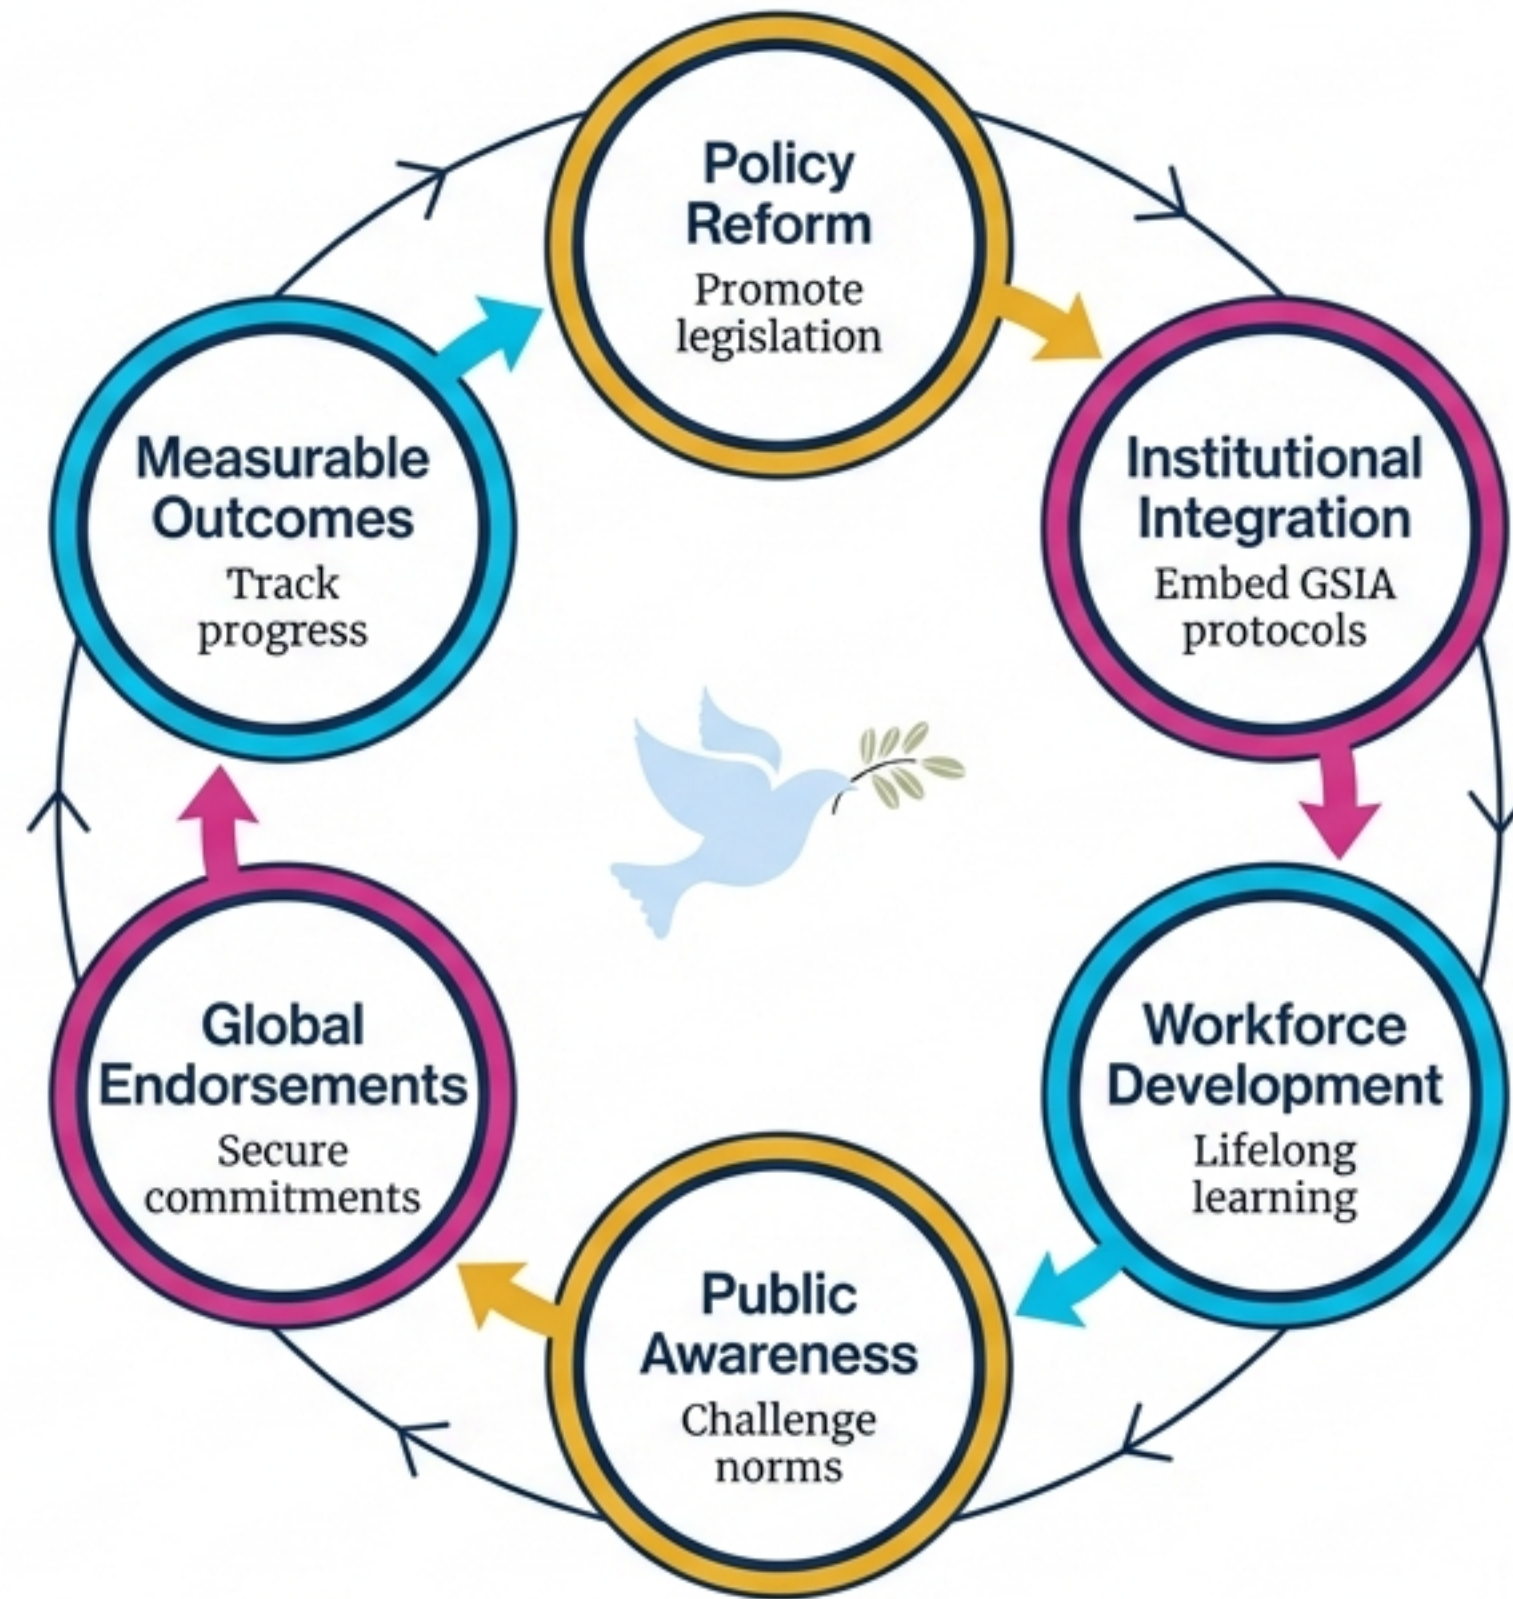 Policy
Reform
Promote
legislation
Institutional
Integration
Embed GSIA
protocols
Workforce
Development
Lifelong
learning
Public
Awareness
Challenge
norms
Global
Endorsements
Secure
commitments
Measurable
Outcomes
Track
progress